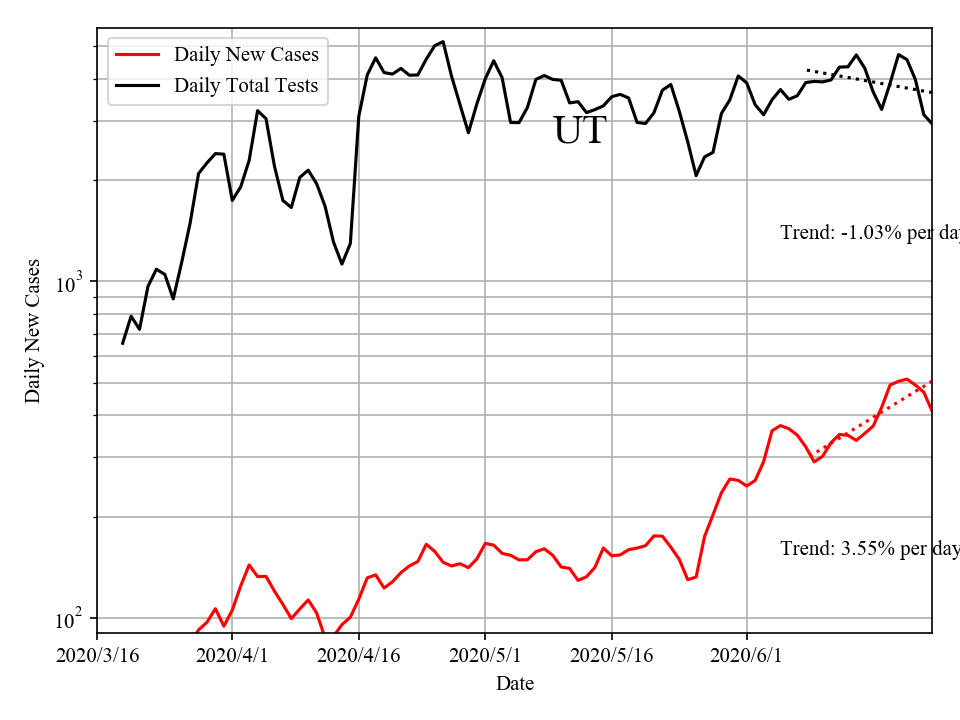 Daily New Cases
Daily Total Tests
UT
Trend: -1.03% per day
Trend: 3.55% per day
10³
10²
Daily New Cases
2020/3/16
2020/4/1
2020/4/16
2020/5/1
2020/5/16
2020/6/1
Date